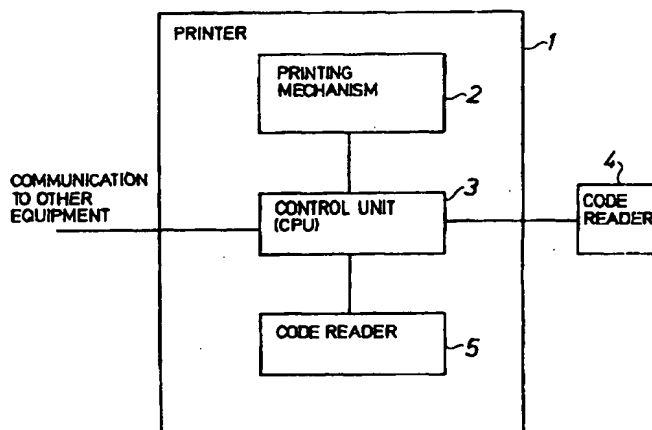 PRINTER
1
PRINTING
MECHANISM
2
COMMUNICATION
TO OTHER
EQUIPMENT
3
CONTROL UNIT
(CPU)
4
CODE
READER
CODE READER
5